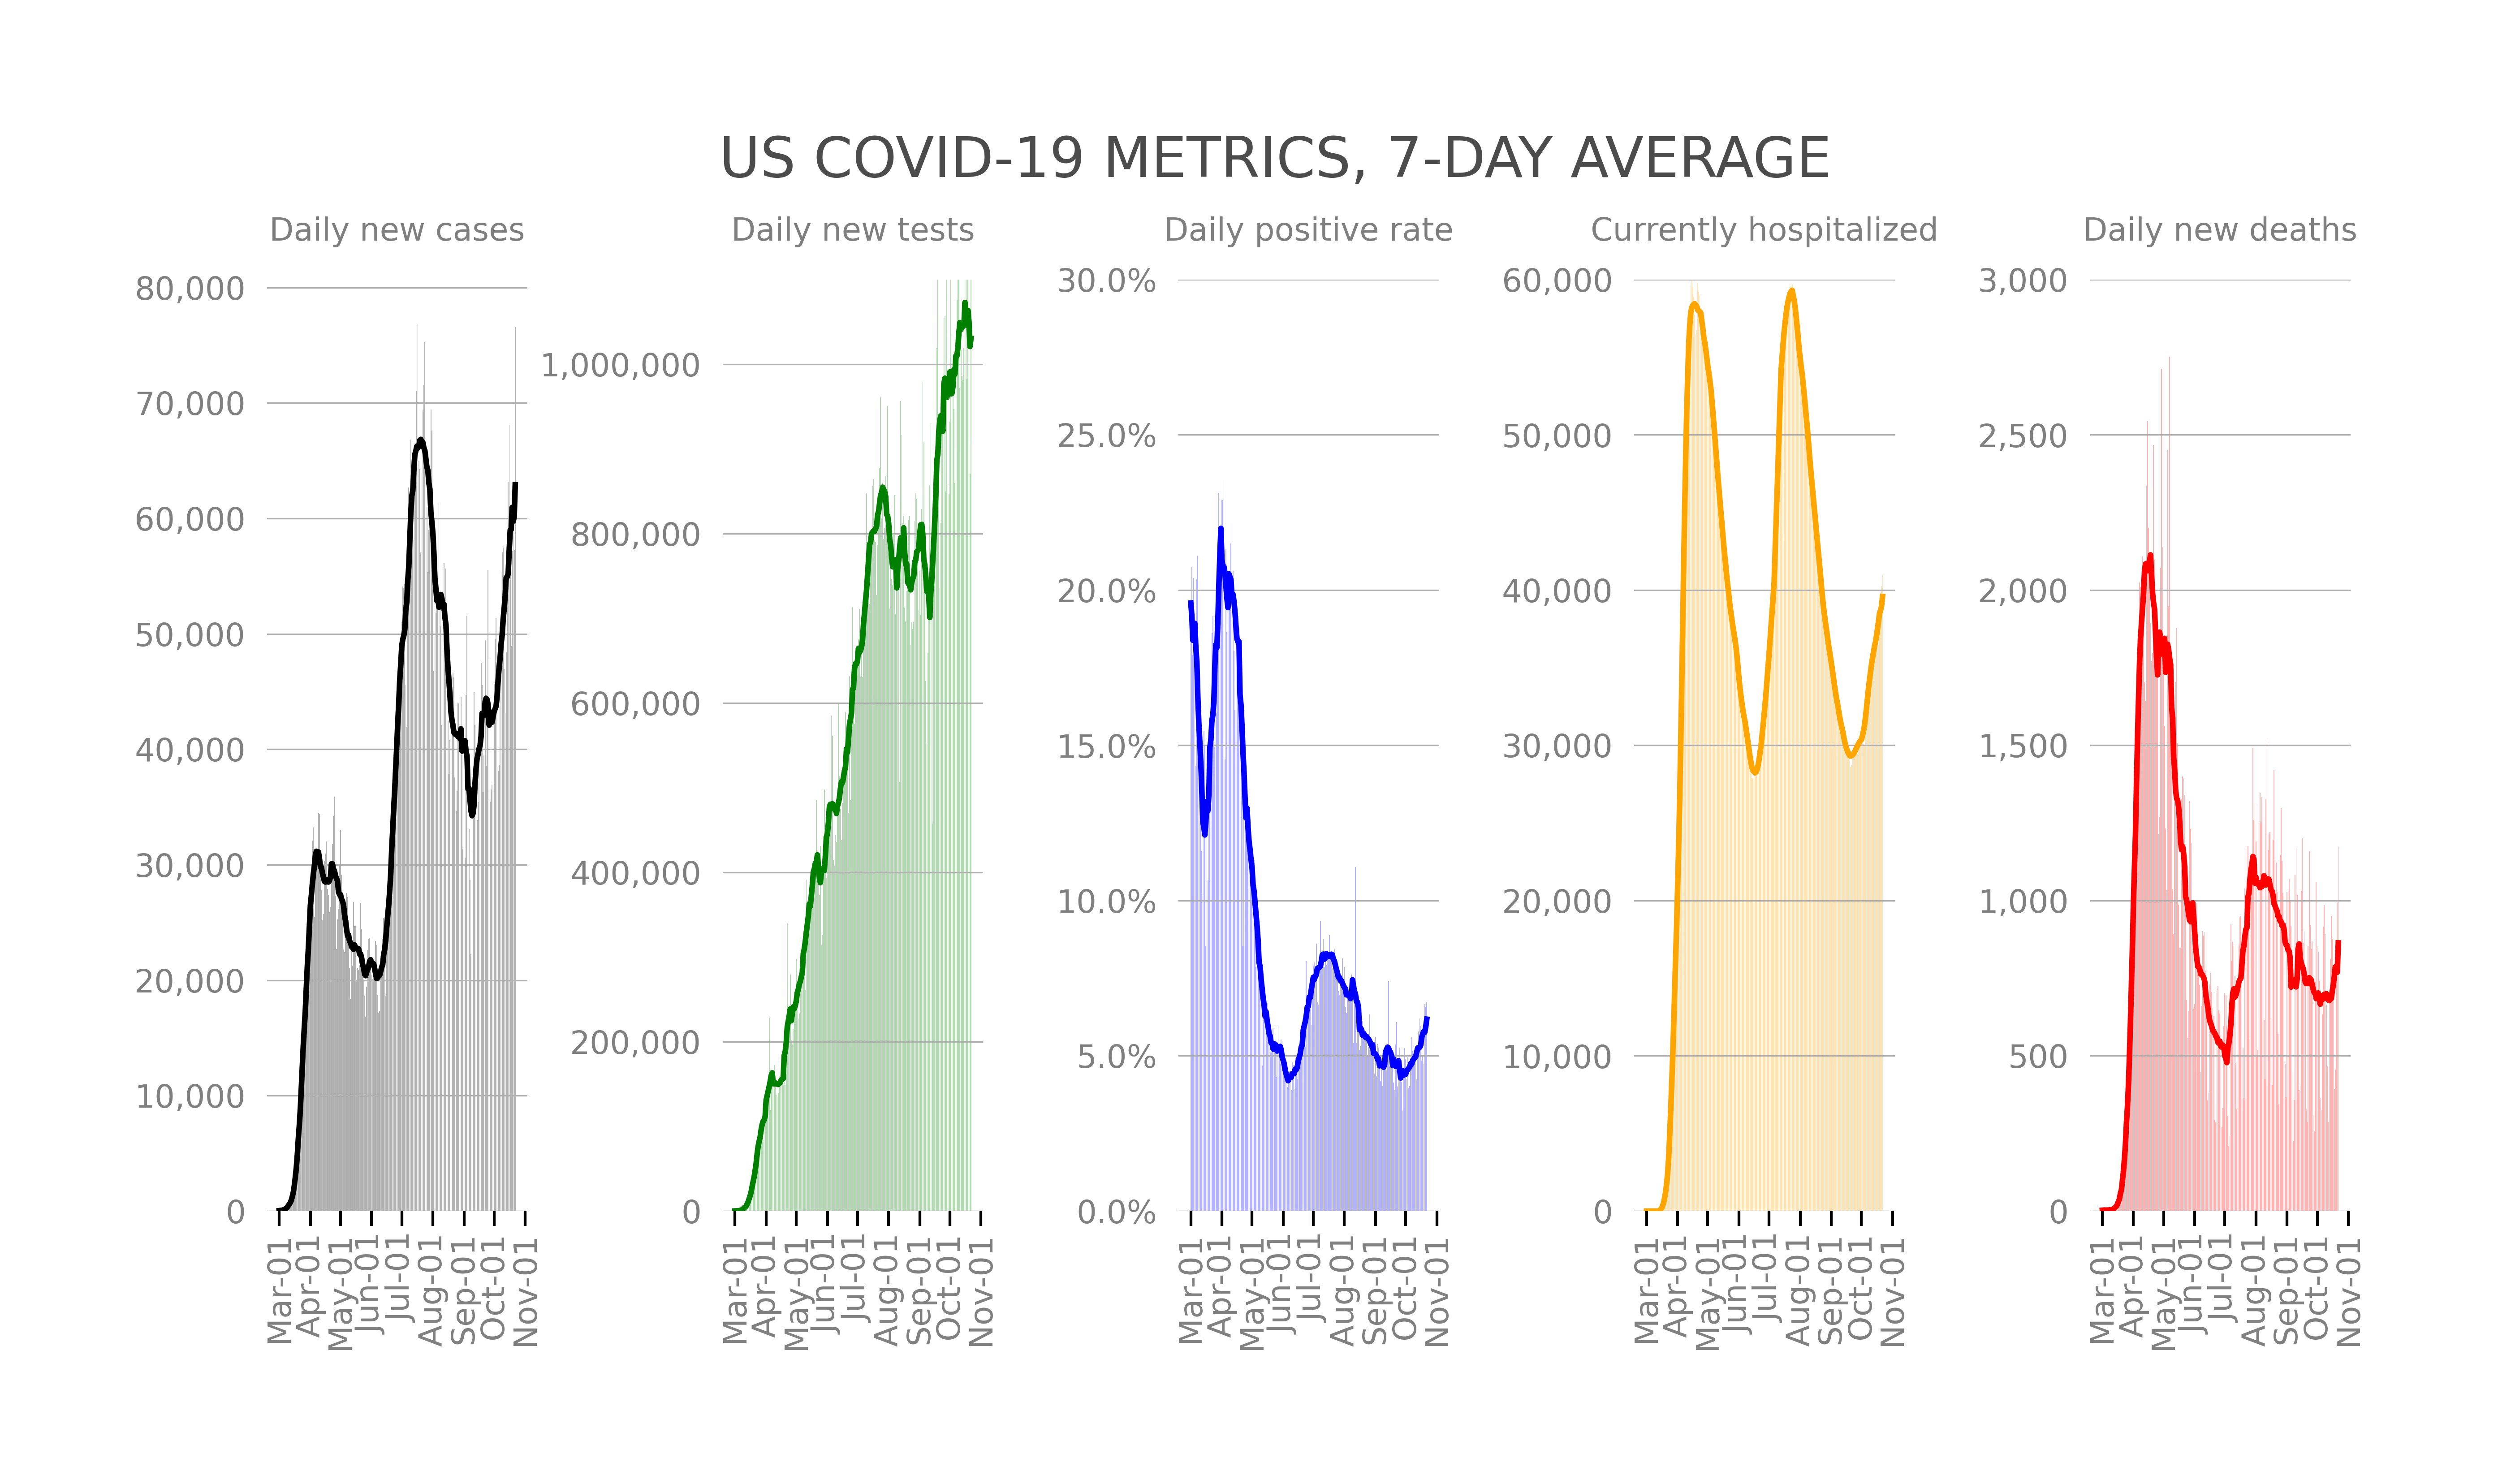 US COVID-19 METRICS, 7-DAY AVERAGE
Daily new cases
80,000
70,000
60,000
50,000
40,000
30,000
20,000
10,000
0
Mar-01
Apr-01
May-01
Jun-01
Jul-01
Aug-01
Sep-01
Oct-01
Nov-01
Daily new tests
1,000,000
800,000
600,000
400,000
200,000
0
Mar-01
Apr-01
May-01
Jun-01
Jul-01
Aug-01
Sep-01
Oct-01
Nov-01
Daily positive rate
30.0%
25.0%
20.0%
15.0%
10.0%
5.0%
0.0%
Mar-01
Apr-01
May-01
Jun-01
Jul-01
Aug-01
Sep-01
Oct-01
Nov-01
Currently hospitalized
60,000
50,000
40,000
30,000
20,000
10,000
0
Mar-01
Apr-01
May-01
Jun-01
Jul-01
Aug-01
Sep-01
Oct-01
Nov-01
Daily new deaths
3,000
2,500
2,000
1,500
1,000
500
0
Mar-01
Apr-01
May-01
Jun-01
Jul-01
Aug-01
Sep-01
Oct-01
Nov-01